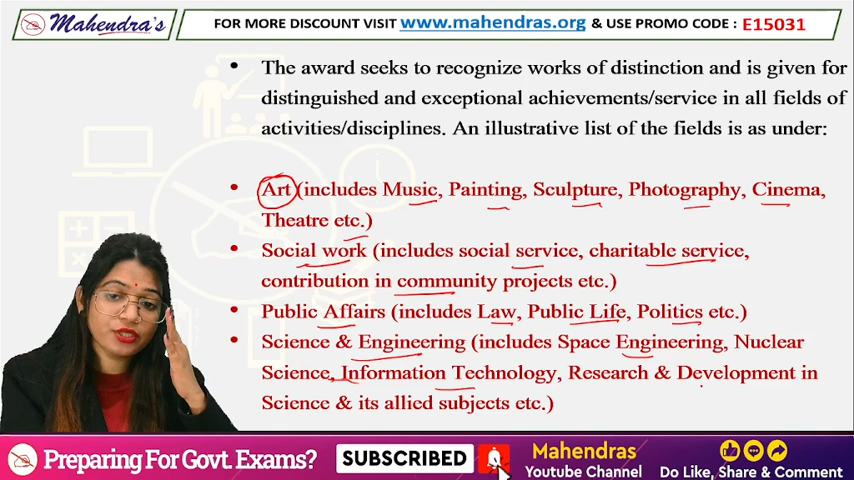 Mahendra's
FOR MORE DISCOUNT VISIT www.mahendras.org & USE PROMO CODE : E15031
• The award seeks to recognize works of distinction and is given for
distinguished and exceptional achievements/service in all fields of
activities/disciplines. An illustrative list of the fields is as under:
• Art (includes Music, Painting, Sculpture, Photography, Cinema,
Theatre etc.)
• Social work (includes social service, charitable service,
contribution in community projects etc.)
• Public Affairs (includes Law, Public Life, Politics etc.)
• Science & Engineering (includes Space Engineering, Nuclear
Science, Information Technology, Research & Development in
Science & its allied subjects etc.)
Preparing For Govt. Exams?
SUBSCRIBED
Mahendras
Youtube Channel
Do Like, Share & Comment